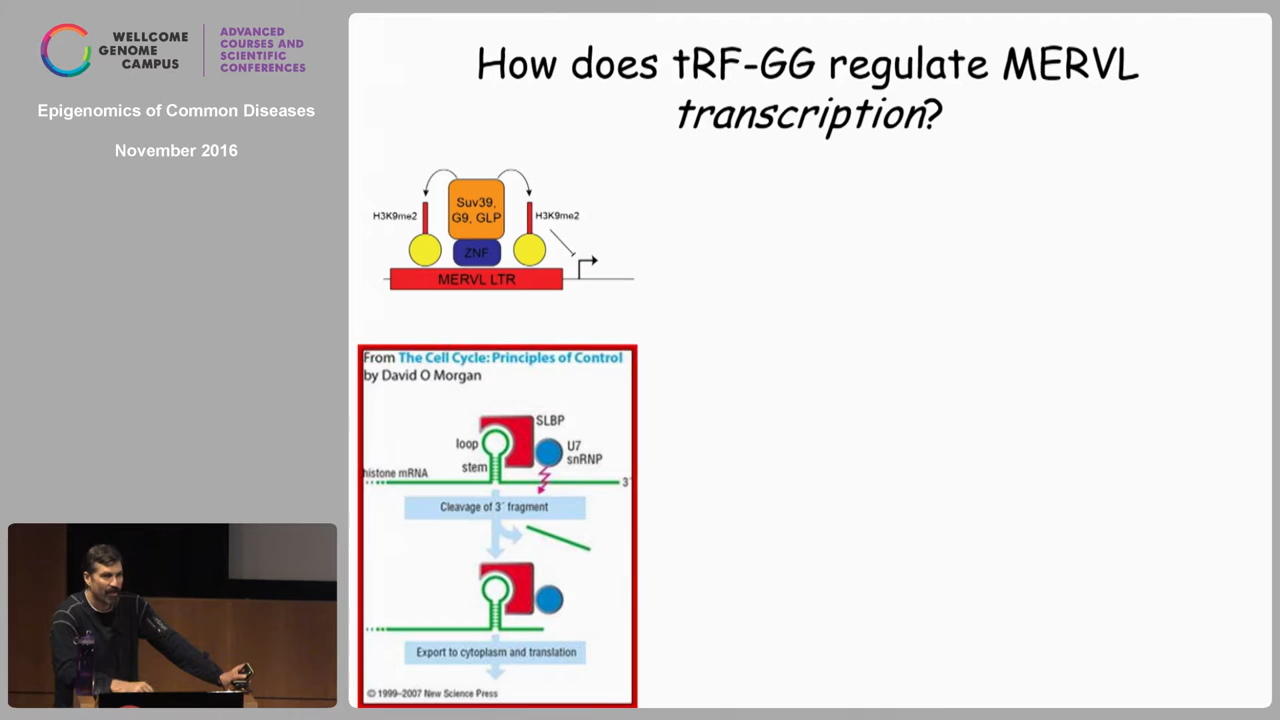 WELLCOME
GENOME
CAMPUS
ADVANCED
COURSES AND
SCIENTIFIC
CONFERENCES
Epigenomics of Common Diseases
November 2016
How does tRF-GG regulate MERVL
transcription?
Suv39,
G9, GLP
H3K9me2
H3K9me2
ZNF
MERVL LTR
From The Cell Cycle: Principles of Control
by David O Morgan
SLBP
loop
U7
snRNP
stem
histone mRNA
3'
Cleavage of 3´ fragment
Export to cytoplasm and translation
© 1999–2007 New Science Press